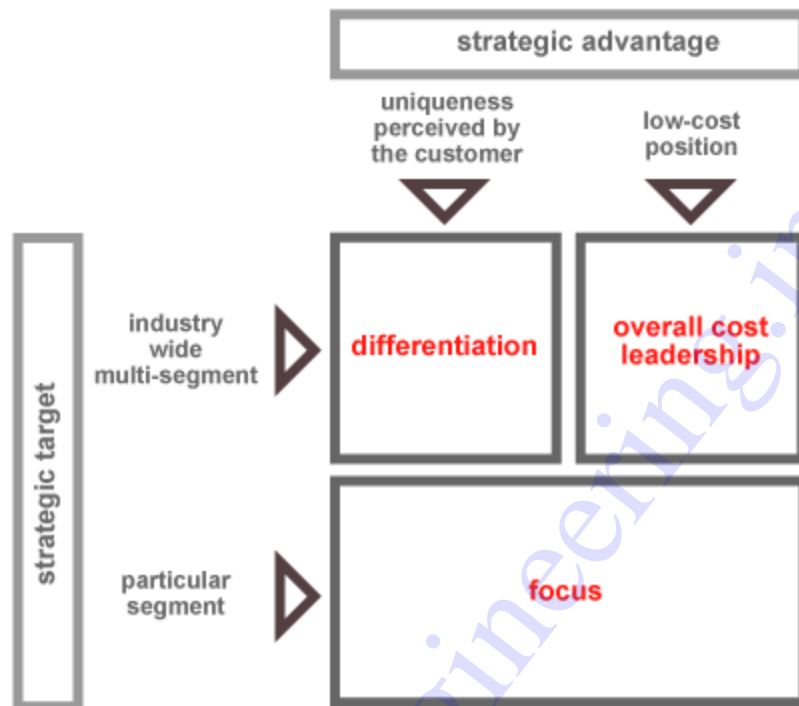 strategic advantage
uniqueness
perceived by
the customer
low-cost
position
strategic target
industry
wide
multi-segment
differentiation
overall cost
leadership
particular
segment
focus